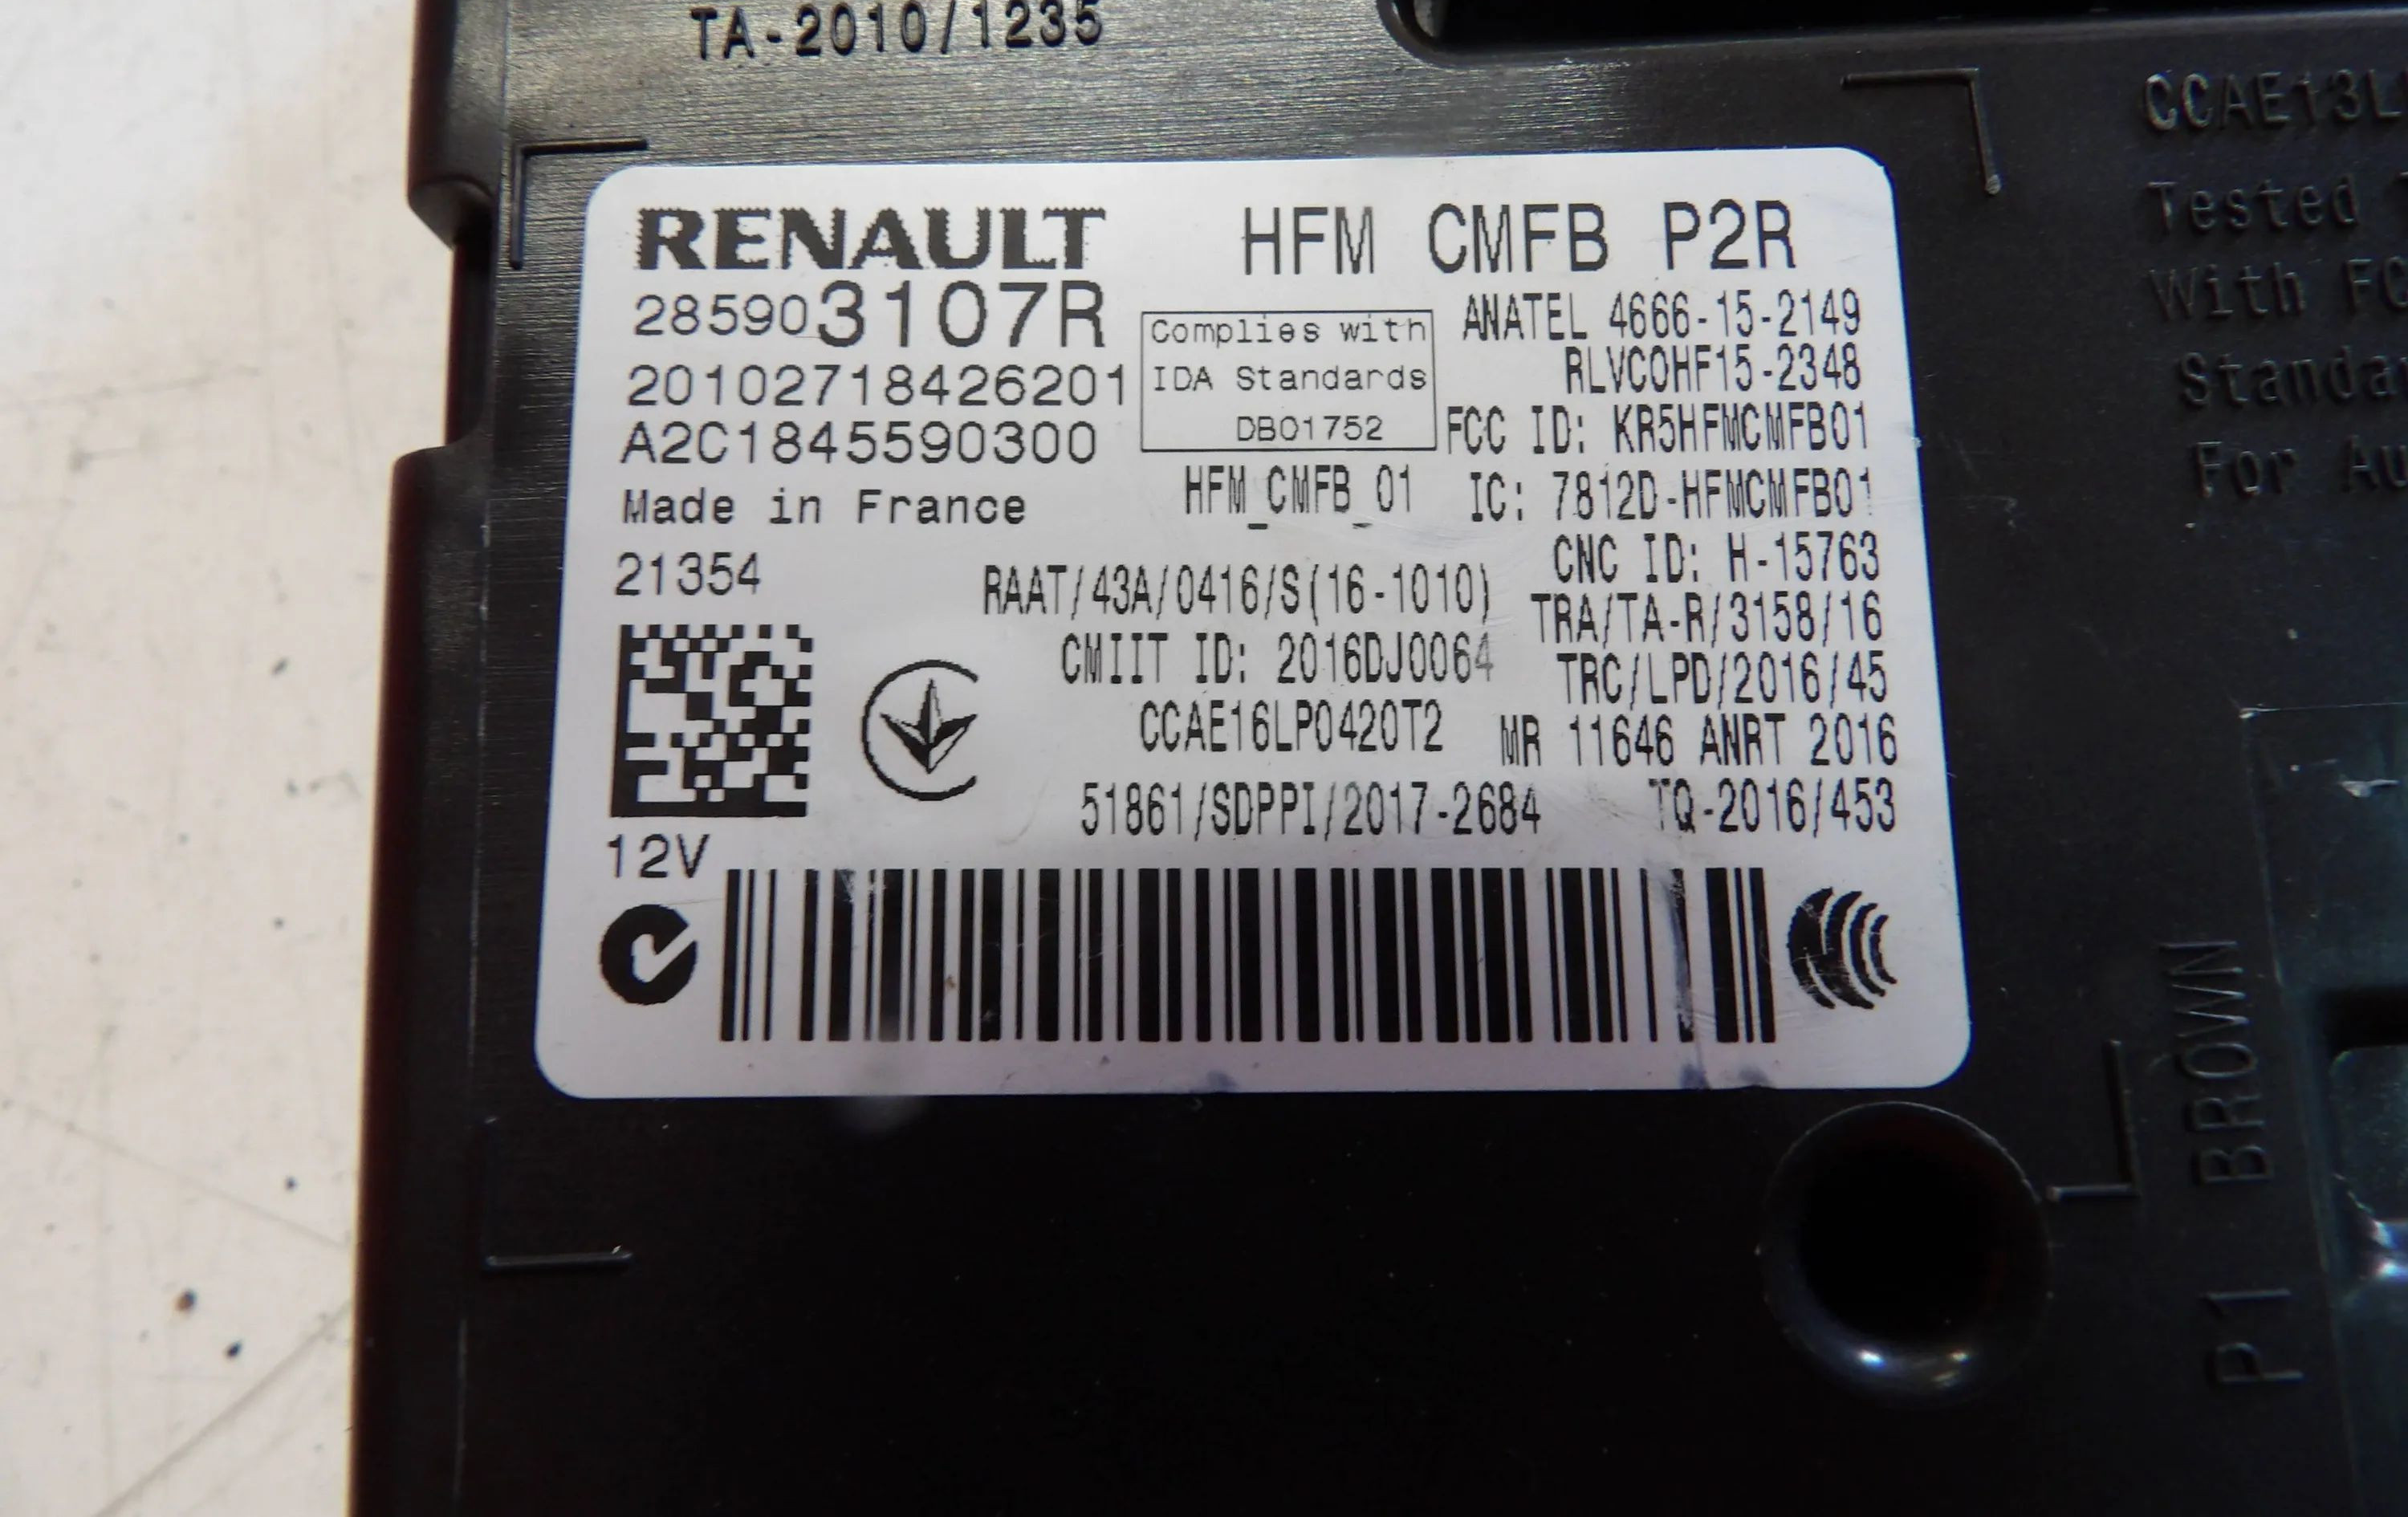 TA-2010/1235
RENAULT
HFM CMFB P2R
285903107R
20102718426201
A2C1845590300
Made in France
21354
Complies with
IDA Standards
DB01752
HFM_CMFB_01
ANATEL 4666-15-2149
RLVCOHF15-2348
FCC ID: KR5HFMCMFB01
IC: 7812D-HFMCMFB01
CNC ID: H-15763
RAAT/43A/0416/S(16-1010)
TRA/TA-R/3158/16
CMIIT ID: 2016DJ0064
TRC/LPD/2016/45
CCAE16LP0420T2
MR 11646 ANRT 2016
51861/SDPPI/2017-2684
TQ-2016/453
12V
CCAE13L
Tested
With FC
Standa
For Au
P1 BROWN